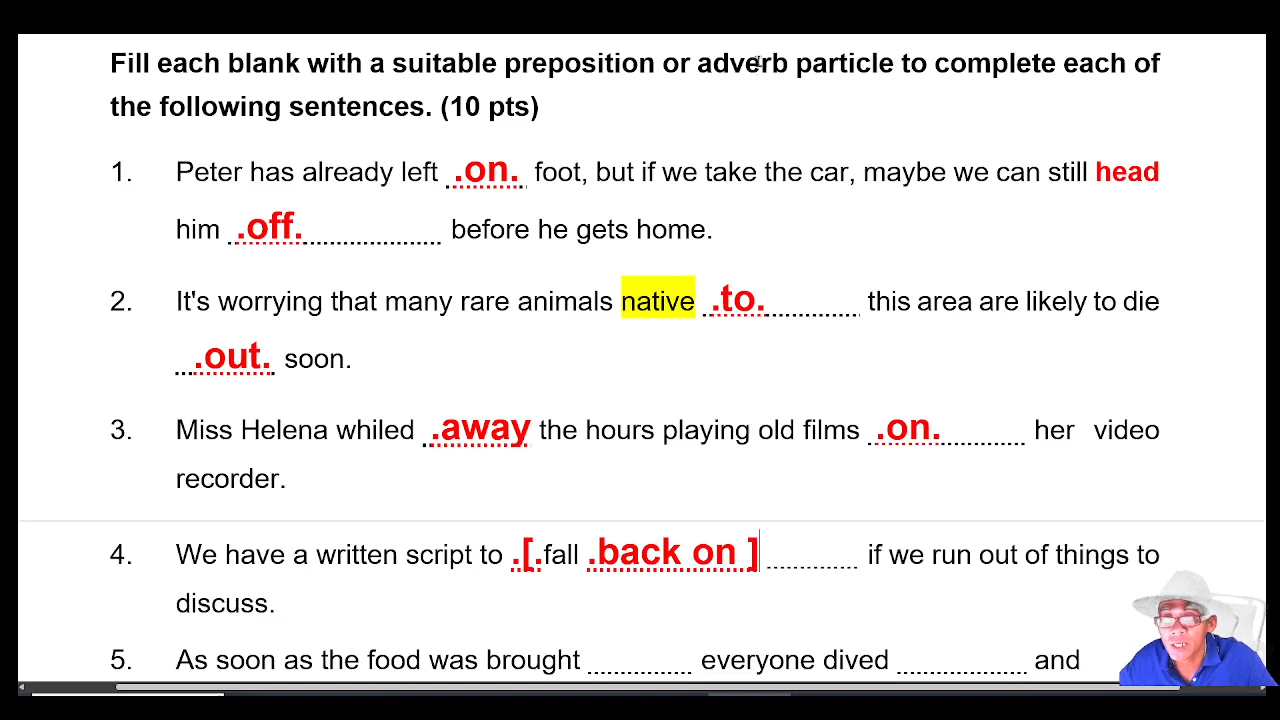 Fill each blank with a suitable preposition or adverb particle to complete each of
the following sentences. (10 pts)
1. Peter has already left .on. foot, but if we take the car, maybe we can still head
him .off. before he gets home.
2. It's worrying that many rare animals native .to. this area are likely to die
.out. soon.
3. Miss Helena whiled .away the hours playing old films .on. her video
recorder.
4. We have a written script to .[.fall .back on ] if we run out of things to
discuss.
5. As soon as the food was brought everyone dived and